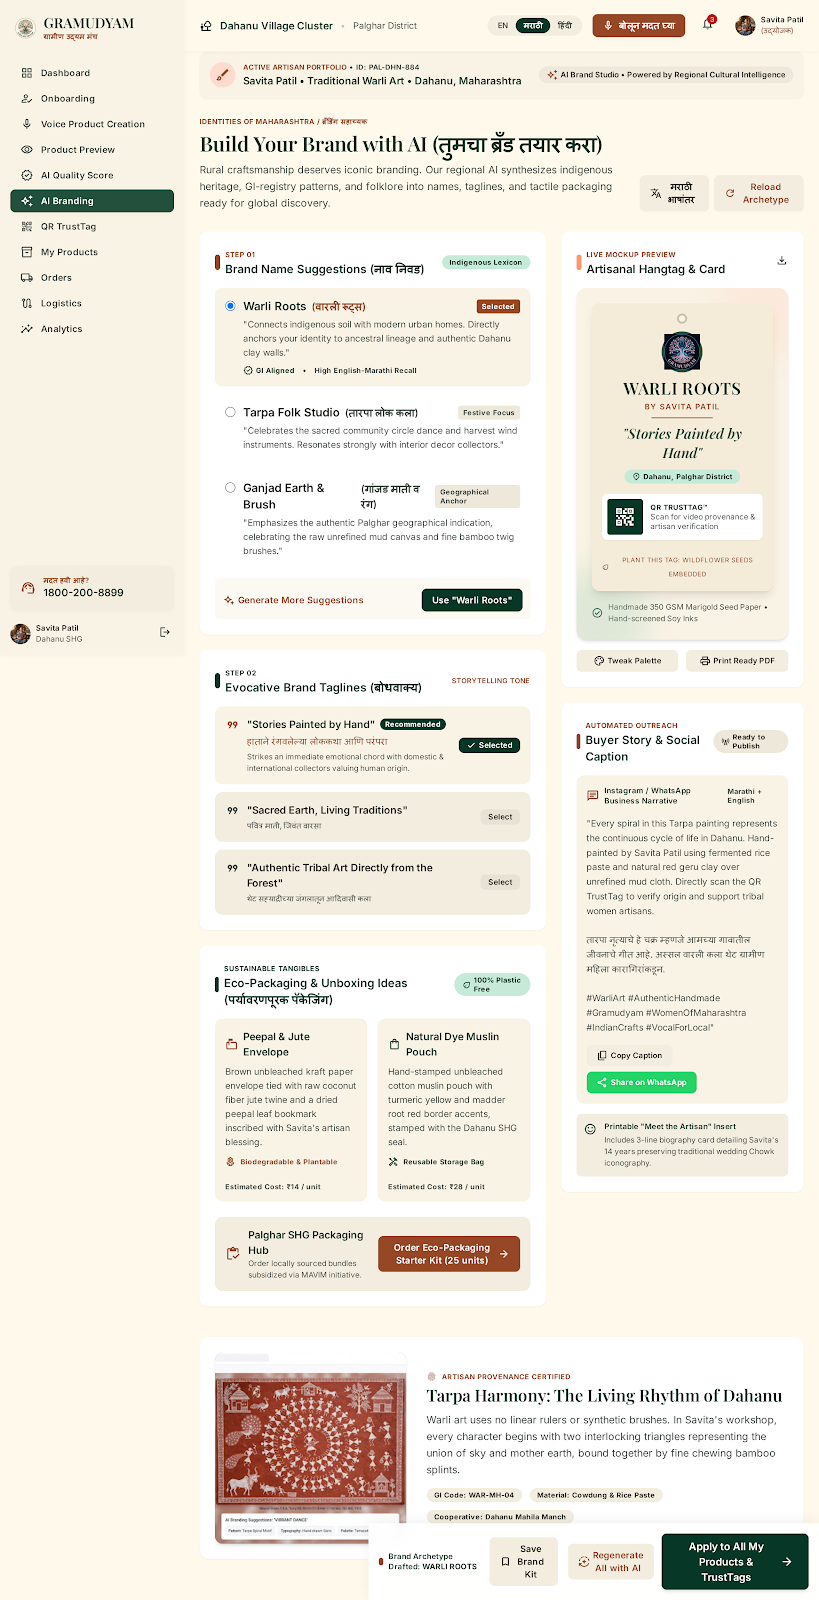 GRAMUDYAM
ग्रामीण उद्यम मंच
Dashboard
Onboarding
Voice Product Creation
Product Preview
AI Quality Score
AI Branding
QR TrustTag
My Products
Orders
Logistics
Analytics
मदत हवी आहे?
1800-200-8899
Savita Patil
Dahanu SHG
Dahanu Village Cluster • Palghar District
EN मराठी हिंदी
बोलून मदत घ्या
3
Savita Patil
(उद्योजक)
ACTIVE ARTISAN PORTFOLIO • ID: PAL-DHN-884
Savita Patil • Traditional Warli Art • Dahanu, Maharashtra
AI Brand Studio • Powered by Regional Cultural Intelligence
IDENTITIES OF MAHARASHTRA / ब्रँडिंग सहाय्यक
Build Your Brand with AI (तुमचा ब्रँड तयार करा)
Rural craftsmanship deserves iconic branding. Our regional AI synthesizes indigenous
heritage, GI-registry patterns, and folklore into names, taglines, and tactile packaging
ready for global discovery.
मराठी
भाषांतर
Reload
Archetype
STEP 01
Brand Name Suggestions (नाव निवड)
Indigenous Lexicon
Warli Roots (वारली रूट्स)
Selected
"Connects indigenous soil with modern urban homes. Directly
anchors your identity to ancestral lineage and authentic Dahanu
clay walls."
GI Aligned • High English-Marathi Recall
Tarpa Folk Studio (तारपा लोक कला)
Festive Focus
"Celebrates the sacred community circle dance and harvest wind
instruments. Resonates strongly with interior decor collectors."
Ganjad Earth &
Brush
(गांजड माती व
रंग)
Geographical
Anchor
"Emphasizes the authentic Palghar geographical indication,
celebrating the raw unrefined mud canvas and fine bamboo twig
brushes."
Generate More Suggestions
Use "Warli Roots"
STEP 02
Evocative Brand Taglines (बोधवाक्य)
STORYTELLING TONE
"Stories Painted by Hand" Recommended
हाताने रंगवलेल्या लोककथा आणि परंपरा
Strikes an immediate emotional chord with domestic &
international collectors valuing human origin.
Selected
"Sacred Earth, Living Traditions"
पवित्र माती, जिवंत वारसा
Select
"Authentic Tribal Art Directly from the
Forest"
थेट सह्याद्रीच्या जंगलातून आदिवासी कला
Select
SUSTAINABLE TANGIBLES
Eco-Packaging & Unboxing Ideas
(पर्यावरणपूरक पॅकेजिंग)
100% Plastic
Free
Peepal & Jute
Envelope
Brown unbleached kraft paper
envelope tied with raw coconut
fiber jute twine and a dried
peepal leaf bookmark
inscribed with Savita's artisan
blessing.
Biodegradable & Plantable
Estimated Cost: ₹14 / unit
Natural Dye Muslin
Pouch
Hand-stamped unbleached
cotton muslin pouch with
turmeric yellow and madder
root red border accents,
stamped with the Dahanu SHG
seal.
Reusable Storage Bag
Estimated Cost: ₹28 / unit
Palghar SHG Packaging
Hub
Order locally sourced bundles
subsidized via MAVIM initiative.
Order Eco-Packaging
Starter Kit (25 units)
LIVE MOCKUP PREVIEW
Artisanal Hangtag & Card
GRAMUDYAM
WARLI ROOTS
BY SAVITA PATIL
"Stories Painted by
Hand"
Dahanu, Palghar District
QR TRUSTTAG™
Scan for video provenance &
artisan verification
PLANT THIS TAG: WILDFLOWER SEEDS
EMBEDDED
Handmade 350 GSM Marigold Seed Paper •
Hand-screened Soy Inks
Tweak Palette
Print Ready PDF
AUTOMATED OUTREACH
Buyer Story & Social
Caption
Ready to
Publish
Instagram / WhatsApp
Business Narrative
Marathi +
English
"Every spiral in this Tarpa painting represents
the continuous cycle of life in Dahanu. Hand-
painted by Savita Patil using fermented rice
paste and natural red geru clay over
unrefined mud cloth. Directly scan the QR
TrustTag to verify origin and support tribal
women artisans.
तारपा नृत्याचे हे चक्र म्हणजे आमच्या गावातील
जीवनाचे गीत आहे. अस्सल वारली कला थेट ग्रामीण
महिला कारागिरांकडून.
#WarliArt #AuthenticHandmade
#Gramudyam #WomenOfMaharashtra
#IndianCrafts #VocalForLocal"
Copy Caption
Share on WhatsApp
Printable "Meet the Artisan" Insert
Includes 3-line biography card detailing Savita's
14 years preserving traditional wedding Chowk
iconography.
ARTISAN PROVENANCE CERTIFIED
Tarpa Harmony: The Living Rhythm of Dahanu
Warli art uses no linear rulers or synthetic brushes. In Savita's workshop,
every character begins with two interlocking triangles representing the
union of sky and mother earth, bound together by fine chewing bamboo
splints.
GI Code: WAR-MH-04
Material: Cowdung & Rice Paste
Cooperative: Dahanu Mahila Manch
AI Branding Suggestions: 'VIBRANT DANCE'
Pattern: Tarpa Spiral Motif
Typography: Hand-drawn Sans
Brand Archetype
Drafted: WARLI ROOTS
Save
Brand
Kit
Regenerate
All with AI
Apply to All My
Products &
TrustTags